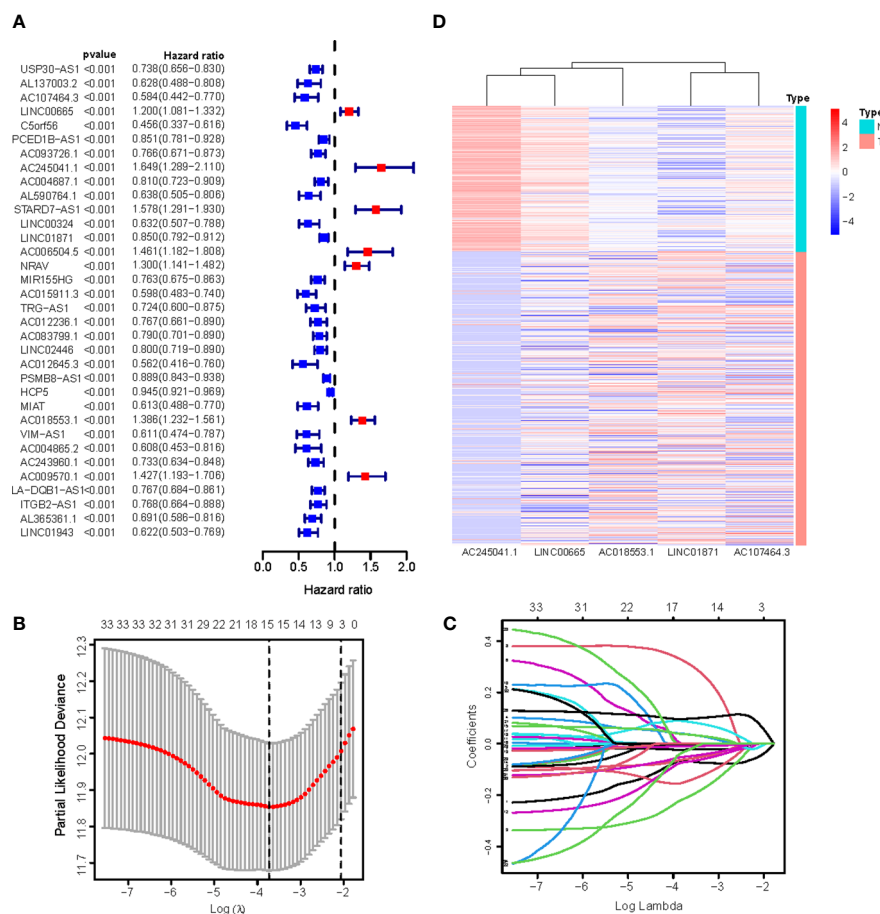 A
pvalue Hazard ratio
USP30-AS1 <0.001 0.738(0.656-0.830)
AL137003.2 <0.001 0.628(0.488-0.808)
AC107464.3 <0.001 0.584(0.442-0.770)
LINC00665 <0.001 1.200(1.081-1.332)
C5orf56 <0.001 0.456(0.337-0.616)
PCED1B-AS1 <0.001 0.851(0.781-0.928)
AC093726.1 <0.001 0.766(0.671-0.873)
AC245041.1 <0.001 1.649(1.289-2.110)
AC004687.1 <0.001 0.810(0.723-0.909)
AL590764.1 <0.001 0.638(0.505-0.806)
STARD7-AS1 <0.001 1.578(1.291-1.930)
LINC00324 <0.001 0.632(0.507-0.788)
LINC01871 <0.001 0.850(0.792-0.912)
AC006504.5 <0.001 1.461(1.182-1.808)
NRAV <0.001 1.300(1.141-1.482)
MIR155HG <0.001 0.763(0.675-0.863)
AC015911.3 <0.001 0.598(0.483-0.740)
TRG-AS1 <0.001 0.724(0.600-0.875)
AC012236.1 <0.001 0.767(0.661-0.890)
AC083799.1 <0.001 0.790(0.701-0.890)
LINC02446 <0.001 0.800(0.719-0.890)
AC012645.3 <0.001 0.562(0.416-0.760)
PSMB8-AS1 <0.001 0.889(0.843-0.938)
HCP5 <0.001 0.945(0.921-0.969)
MIAT <0.001 0.613(0.488-0.770)
AC018553.1 <0.001 1.386(1.232-1.561)
VIM-AS1 <0.001 0.611(0.474-0.787)
AC004865.2 <0.001 0.608(0.453-0.816)
AC243960.1 <0.001 0.733(0.634-0.848)
AC009570.1 <0.001 1.427(1.193-1.706)
LA-DQB1-AS1 <0.001 0.767(0.684-0.861)
ITGB2-AS1 <0.001 0.768(0.664-0.888)
AL365361.1 <0.001 0.691(0.586-0.816)
LINC01943 <0.001 0.622(0.503-0.769)
0.0 0.5 1.0 1.5 2.0
Hazard ratio
D
Type
4
2
0
-2
-4
Type
N
T
AC245041.1 LINC00665 AC018553.1 LINC01871 AC107464.3
B
33 33 33 32 31 31 29 22 21 18 15 15 14 13 9 3 0
12.3
12.2
12.1
12.0
11.9
11.8
11.7
Partial Likelihood Deviance
-7 -6 -5 -4 -3 -2
Log (λ)
C
33 31 22 17 14 3
0.4
0.2
0.0
-0.2
-0.4
Coefficients
-7 -6 -5 -4 -3 -2
Log Lambda